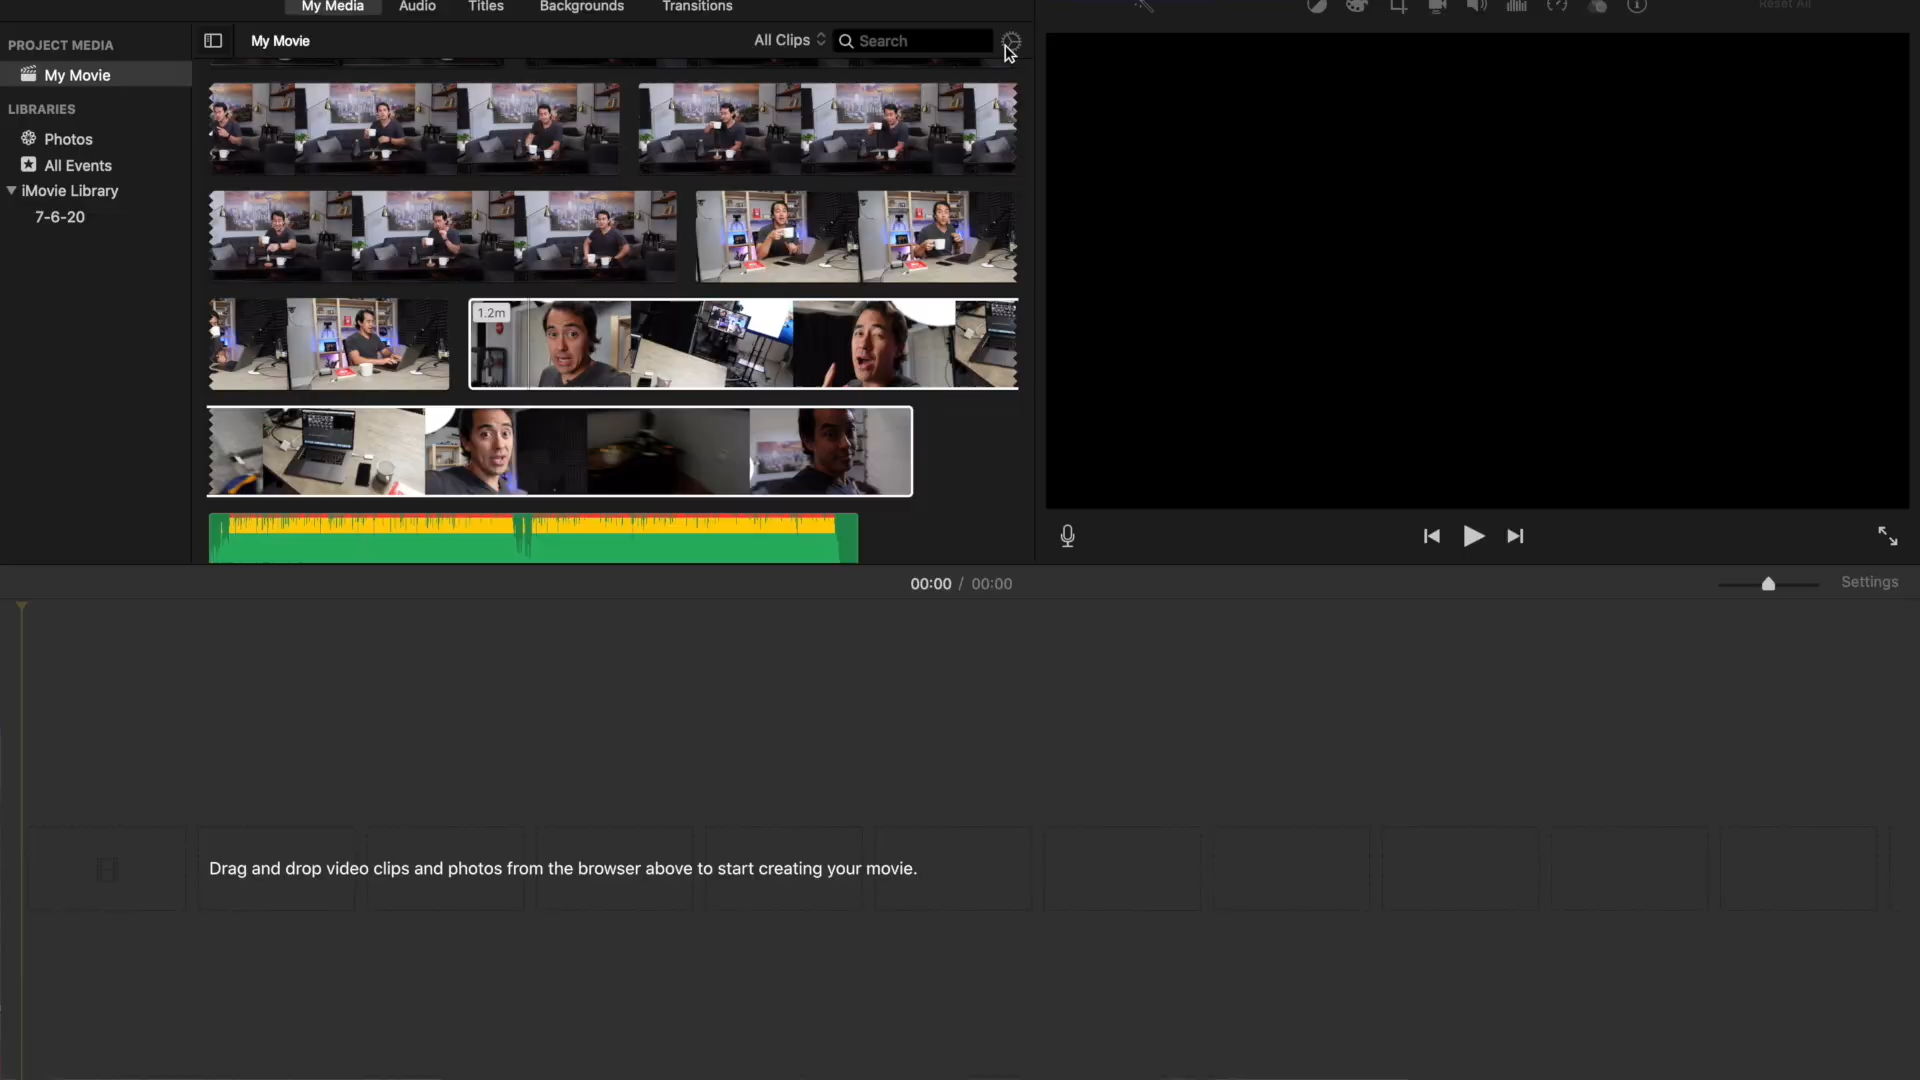 My Media Audio Titles Backgrounds Transitions
Reset All
PROJECT MEDIA
My Movie
LIBRARIES
Photos
All Events
iMovie Library
7-6-20
My Movie
All Clips
Search
1.2m
00:00 / 00:00
Settings
Drag and drop video clips and photos from the browser above to start creating your movie.